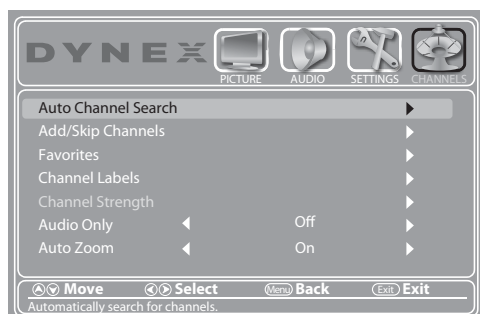 DYNEX
PICTURE AUDIO SETTINGS CHANNELS
Auto Channel Search
Add/Skip Channels
Favorites
Channel Labels
Channel Strength
Audio Only Off
Auto Zoom On
Move Select Menu Back Exit Exit
Automatically search for channels.